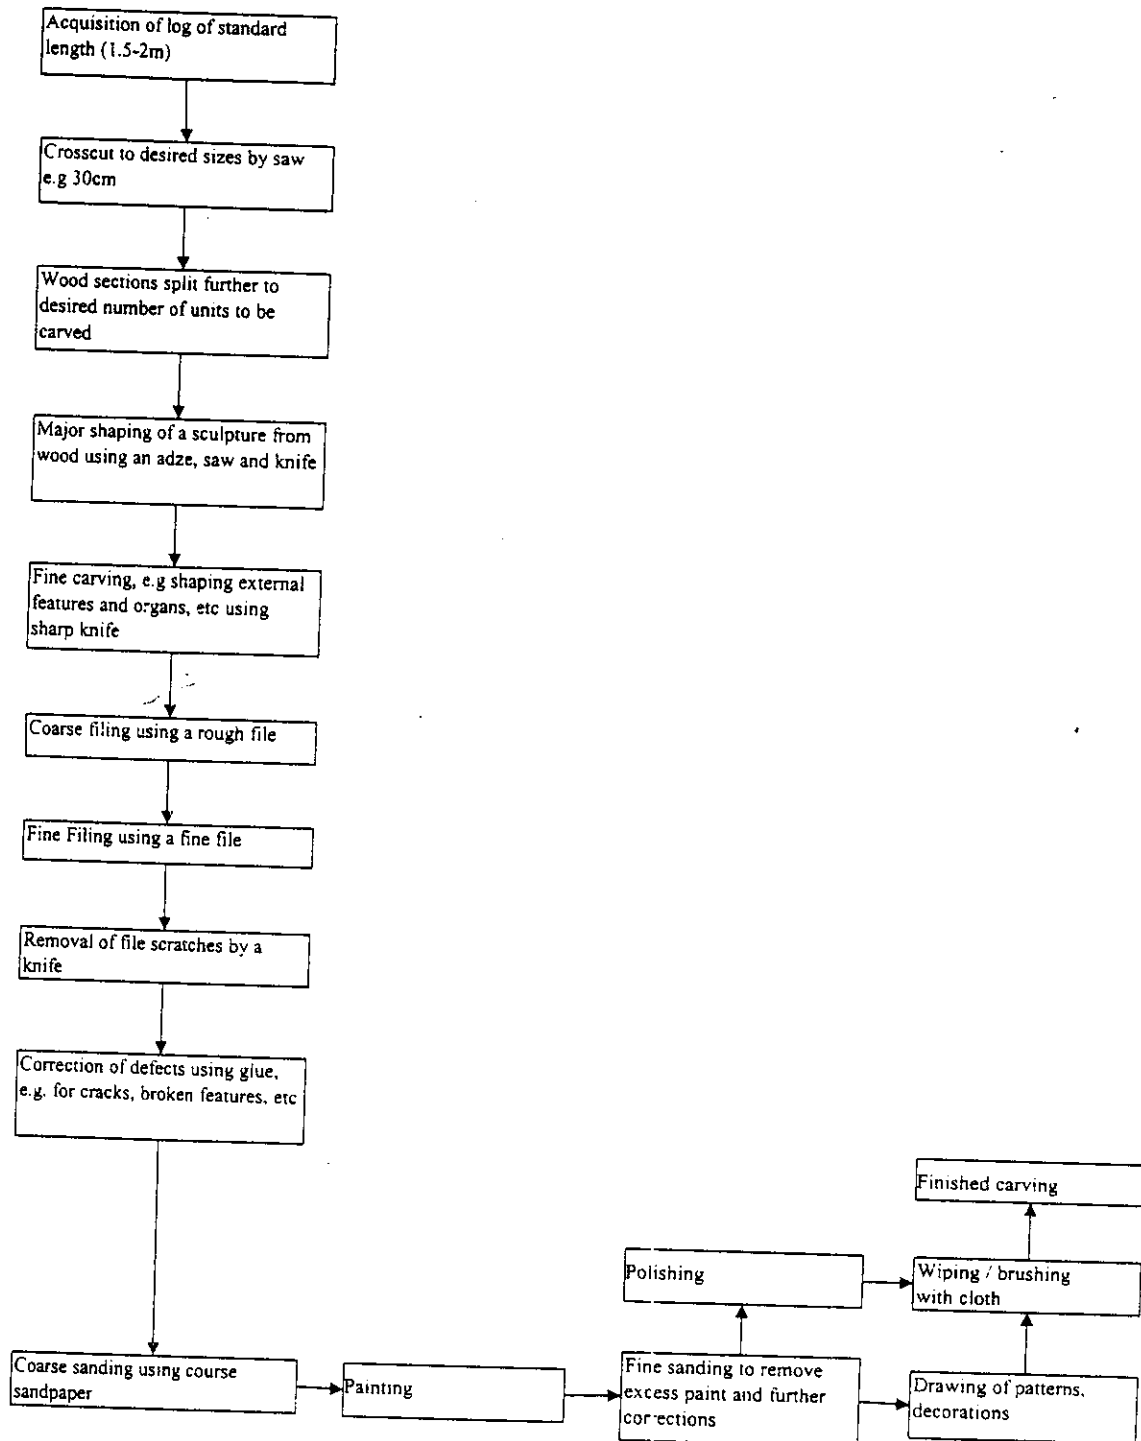 Acquisition of log of standard
length (1.5-2m)
Crosscut to desired sizes by saw
e.g 30cm
Wood sections split further to
desired number of units to be
carved
Major shaping of a sculpture from
wood using an adze, saw and knife
Fine carving, e.g shaping external
features and organs, etc using
sharp knife
Coarse filing using a rough file
Fine Filing using a fine file
Removal of file scratches by a
knife
Correction of defects using glue,
e.g. for cracks, broken features, etc
Coarse sanding using course
sandpaper
Painting
Fine sanding to remove
excess paint and further
corrections
Polishing
Drawing of patterns,
decorations
Wiping / brushing
with cloth
Finished carving